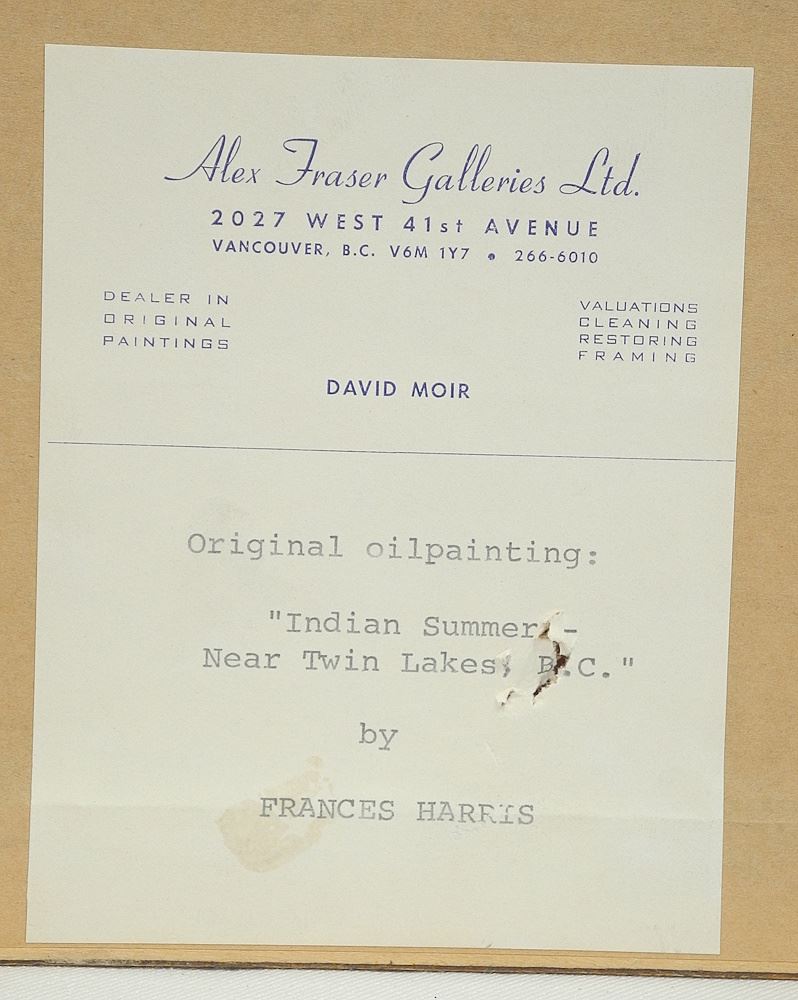 Alex Fraser Galleries Ltd.
2027 WEST 41st AVENUE
VANCOUVER, B.C. V6M 1Y7 • 266-6010
DEALER IN
ORIGINAL
PAINTINGS
VALUATIONS
CLEANING
RESTORING
FRAMING
DAVID MOIR
Original oilpainting:
"Indian Summer -
Near Twin Lakes, B.C."
by
FRANCES HARRIS